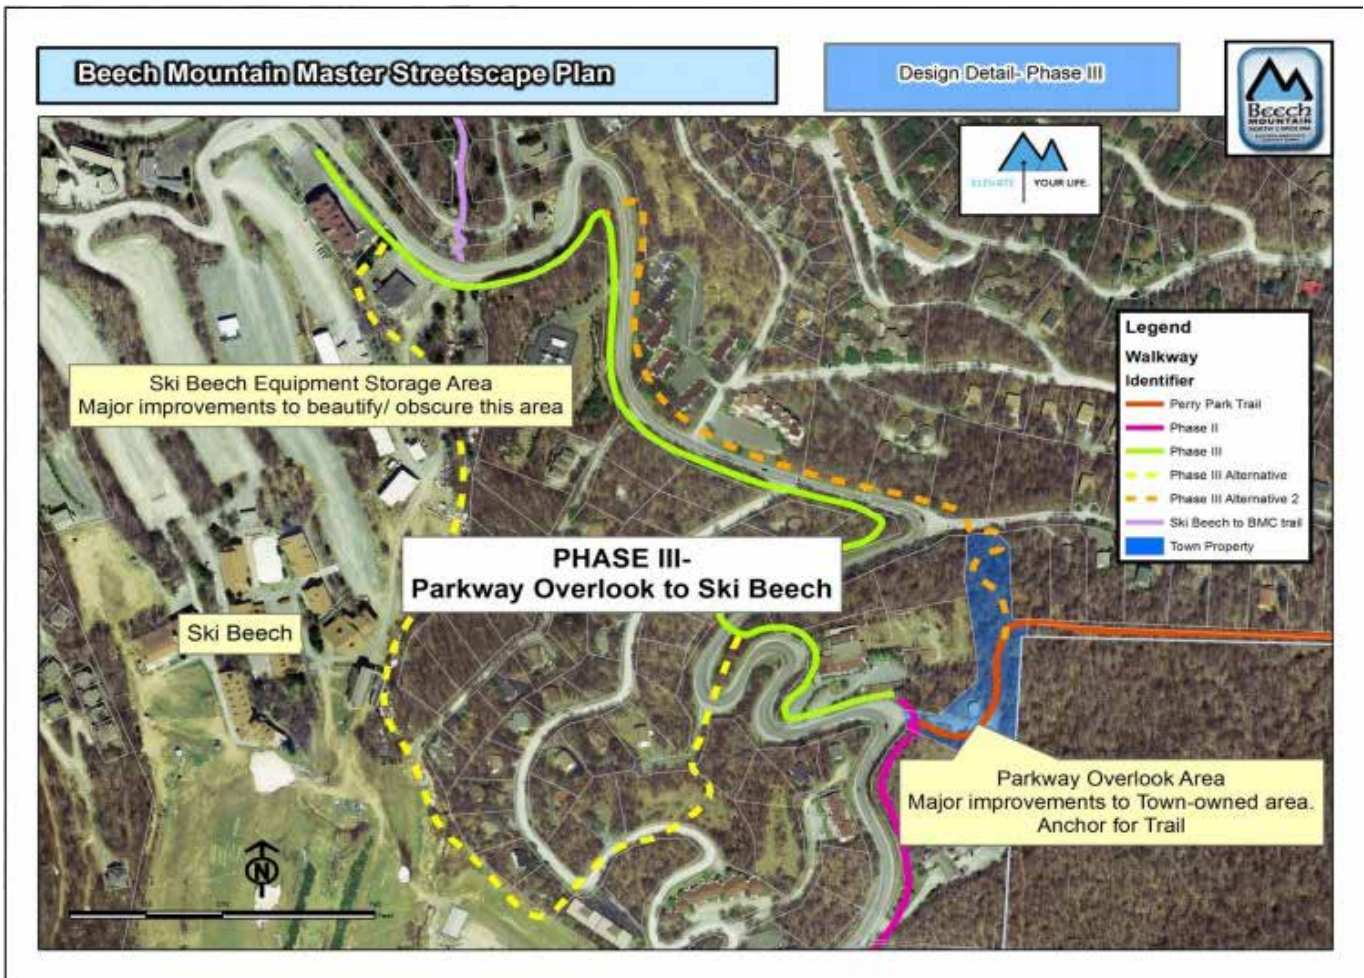 Beech Mountain Master Streetscape Plan
Design Detail- Phase III
Beech
MOUNTAIN
NORTH CAROLINA
ELEVATE YOUR LIFE.
Legend
Walkway
Identifier
Perry Park Trail
Phase II
Phase III
Phase III Alternative
Phase III Alternative 2
Ski Beech to BMC trail
Town Property
Ski Beech Equipment Storage Area
Major improvements to beautify/ obscure this area
PHASE III-
Parkway Overlook to Ski Beech
Ski Beech
Parkway Overlook Area
Major improvements to Town-owned area.
Anchor for Trail
N